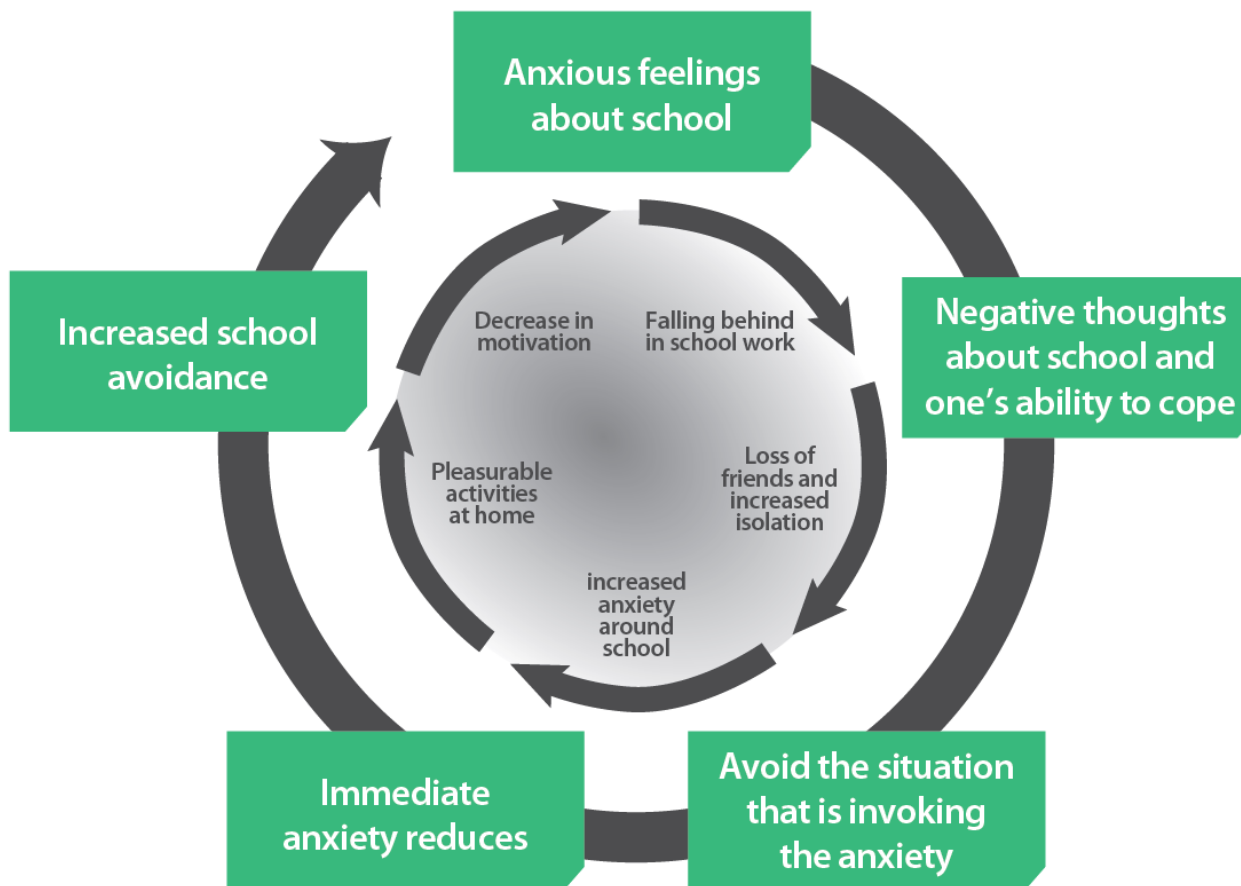 Anxious feelings
about school
Negative thoughts
about school and
one's ability to cope
Avoid the situation
that is invoking
the anxiety
Immediate
anxiety reduces
Increased school
avoidance
Falling behind
in school work
Loss of
friends and
increased
isolation
increased
anxiety
around
school
Pleasurable
activities
at home
Decrease in
motivation